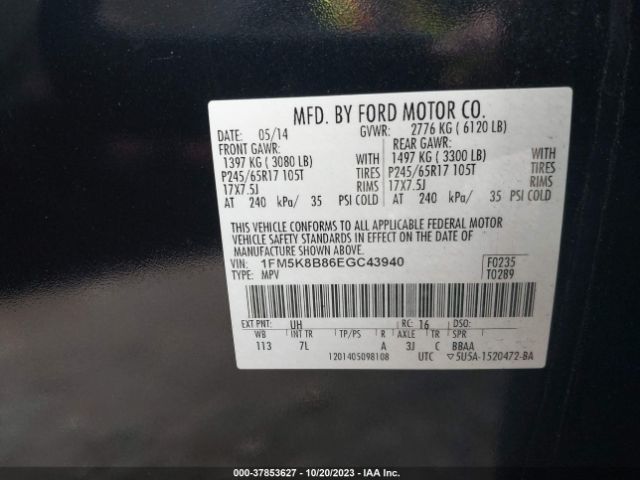 MFD. BY FORD MOTOR CO.
DATE: 05/14 GVWR: 2776 KG ( 6120 LB)
FRONT GAWR: REAR GAWR:
1397 KG ( 3080 LB) WITH 1497 KG ( 3300 LB) WITH
P245/65R17 105T TIRES P245/65R17 105T TIRES
17X7.5J RIMS 17X7.5J RIMS
AT 240 kPa/ 35 PSI COLD AT 240 kPa/ 35 PSI COLD
THIS VEHICLE CONFORMS TO ALL APPLICABLE FEDERAL MOTOR
VEHICLE SAFETY STANDARDS IN EFFECT ON THE DATE OF
MANUFACTURE SHOWN ABOVE.
VIN: 1FM5K8B86EGC43940 F0235
TYPE: MPV T0289
EXT PNT: UH RC: 16 DSO:
WB INT TR TP/PS R AXLE TR SPR
113 7L A 3J C BBAA
1201405098108 UTC ▽5U5A-1520472-BA
000-37853627 - 10/20/2023 - IAA Inc.